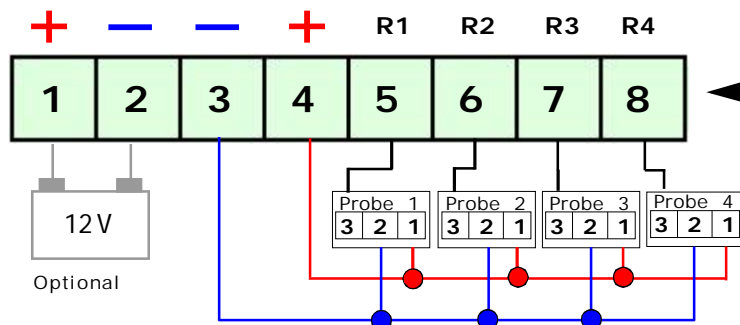 + − − + R1 R2 R3 R4
1 2 3 4 5 6 7 8
Probe 1 Probe 2 Probe 3 Probe 4
3 2 1 3 2 1 3 2 1 3 2 1
12V
Optional